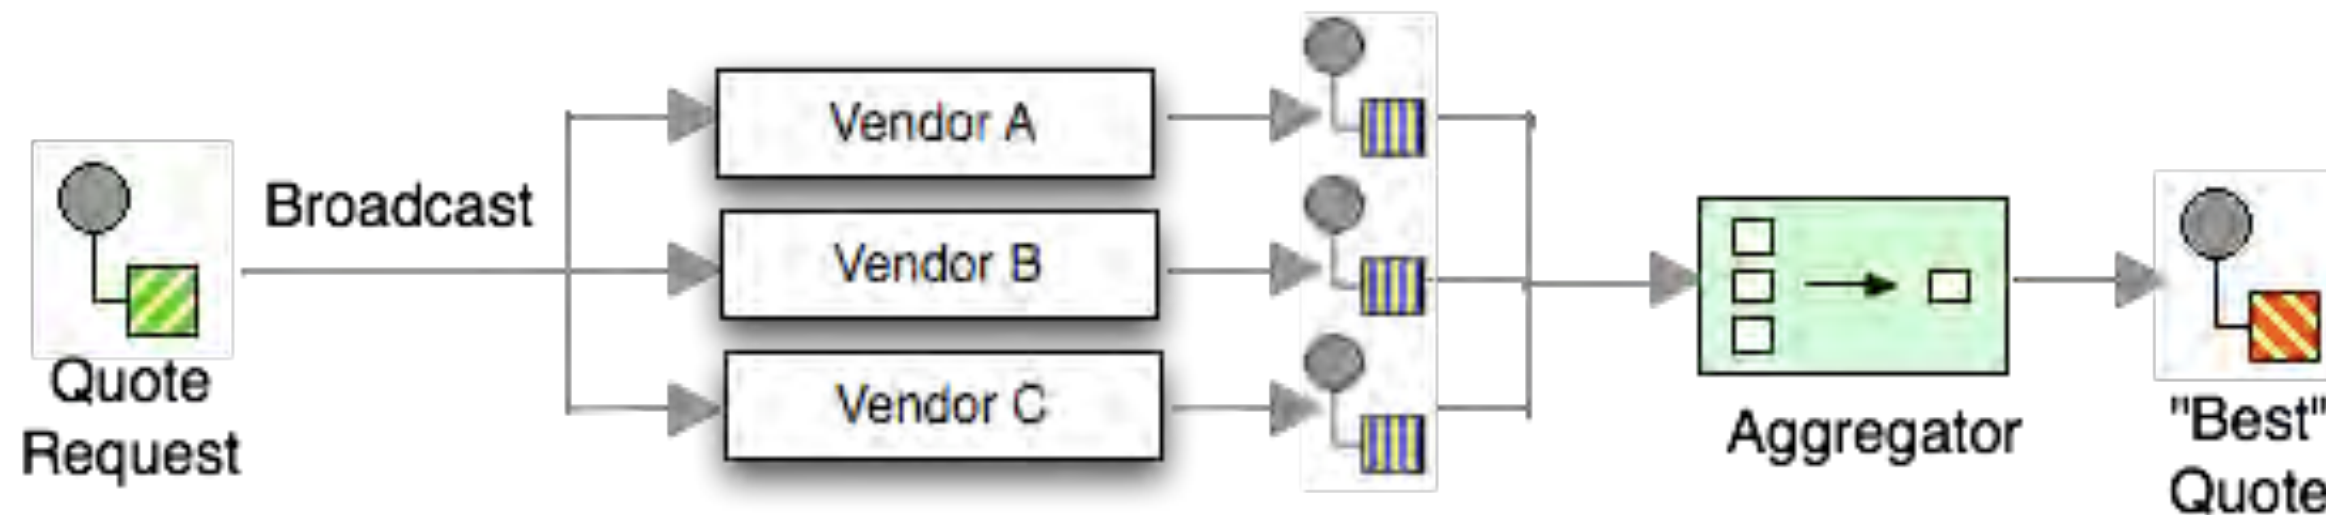 Quote
Request
Broadcast
Vendor A
Vendor B
Vendor C
Aggregator
"Best"
Quote